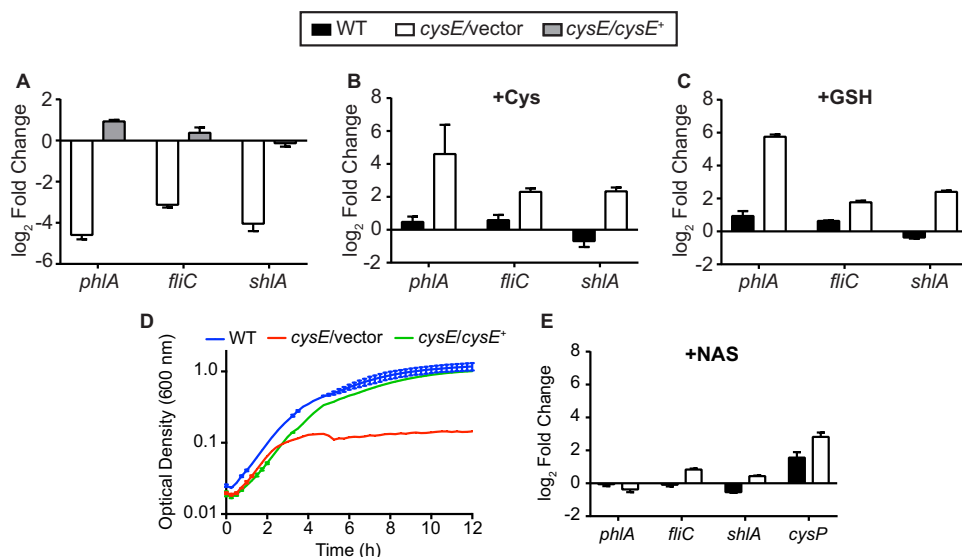 WT cysE/vector cysE/cysE⁺
A
log₂ Fold Change
2
0
-2
-4
-6
phlA fliC shlA
B
+Cys
log₂ Fold Change
8
6
4
2
0
-2
phlA fliC shlA
C
+GSH
log₂ Fold Change
8
6
4
2
0
-2
phlA fliC shlA
D
WT cysE/vector cysE/cysE⁺
Optical Density (600 nm)
1.0
0.1
0.01
0 2 4 6 8 10 12
Time (h)
E
+NAS
log₂ Fold Change
8
6
4
2
0
-2
phlA fliC shlA cysP